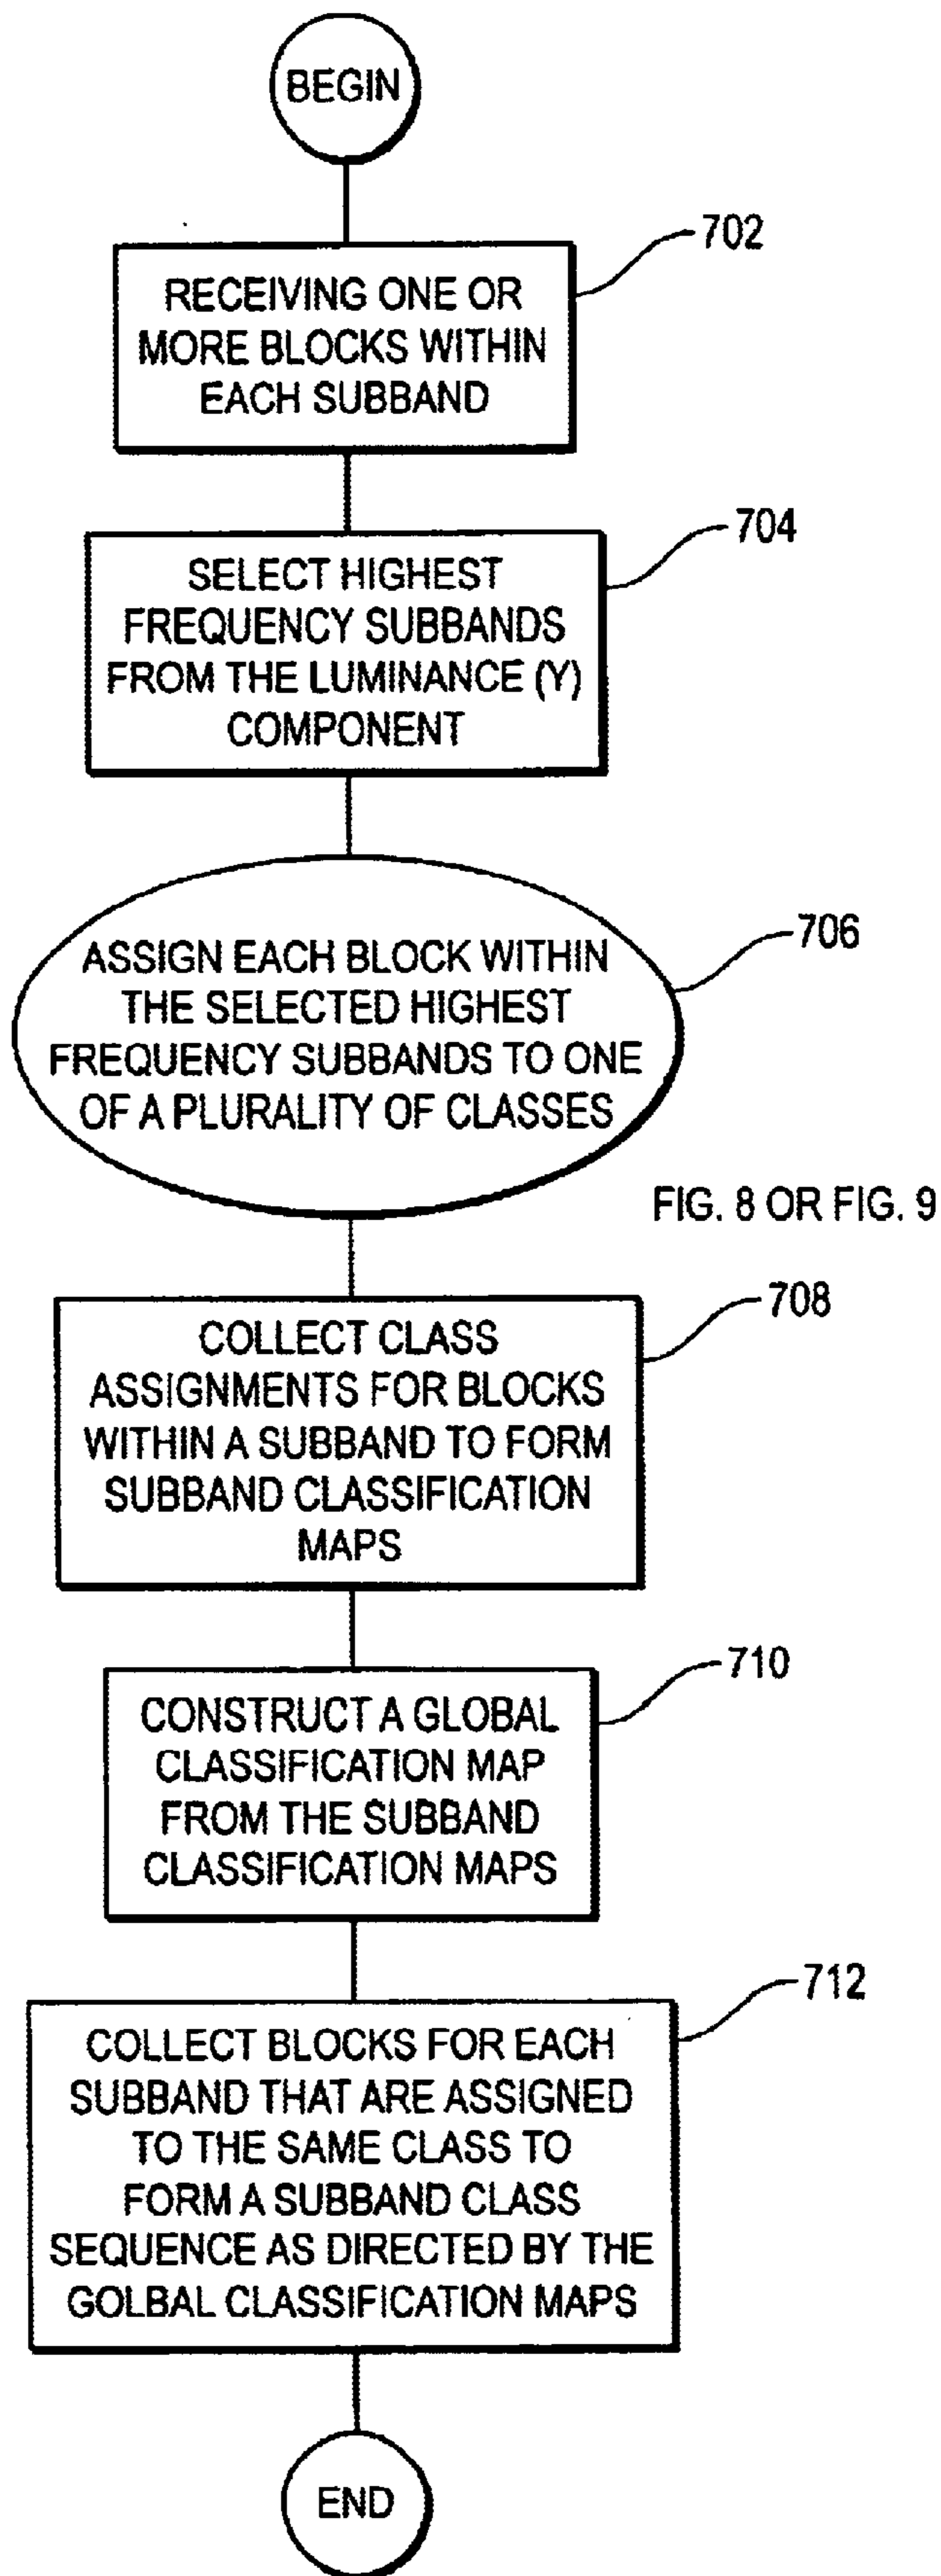 BEGIN
702
RECEIVING ONE OR
MORE BLOCKS WITHIN
EACH SUBBAND
704
SELECT HIGHEST
FREQUENCY SUBBANDS
FROM THE LUMINANCE (Y)
COMPONENT
706
ASSIGN EACH BLOCK WITHIN
THE SELECTED HIGHEST
FREQUENCY SUBBANDS TO ONE
OF A PLURALITY OF CLASSES
FIG. 8 OR FIG. 9
708
COLLECT CLASS
ASSIGNMENTS FOR BLOCKS
WITHIN A SUBBAND TO FORM
SUBBAND CLASSIFICATION
MAPS
710
CONSTRUCT A GLOBAL
CLASSIFICATION MAP
FROM THE SUBBAND
CLASSIFICATION MAPS
712
COLLECT BLOCKS FOR EACH
SUBBAND THAT ARE ASSIGNED
TO THE SAME CLASS TO
FORM A SUBBAND CLASS
SEQUENCE AS DIRECTED BY THE
GOLBAL CLASSIFICATION MAPS
END